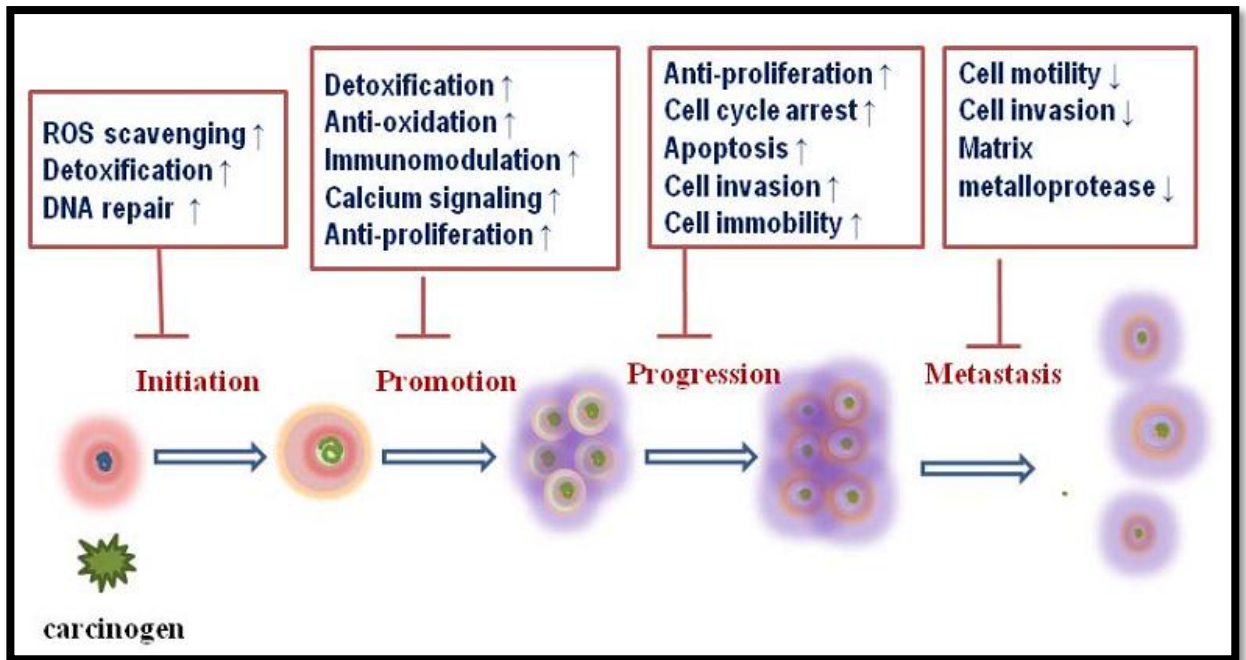 ROS scavenging ↑
Detoxification ↑
DNA repair ↑
Detoxification ↑
Anti-oxidation ↑
Immunomodulation ↑
Calcium signaling ↑
Anti-proliferation ↑
Anti-proliferation ↑
Cell cycle arrest ↑
Apoptosis ↑
Cell invasion ↑
Cell immobility ↑
Cell motility ↓
Cell invasion ↓
Matrix
metalloprotease ↓
Initiation
Promotion
Progression
Metastasis
carcinogen